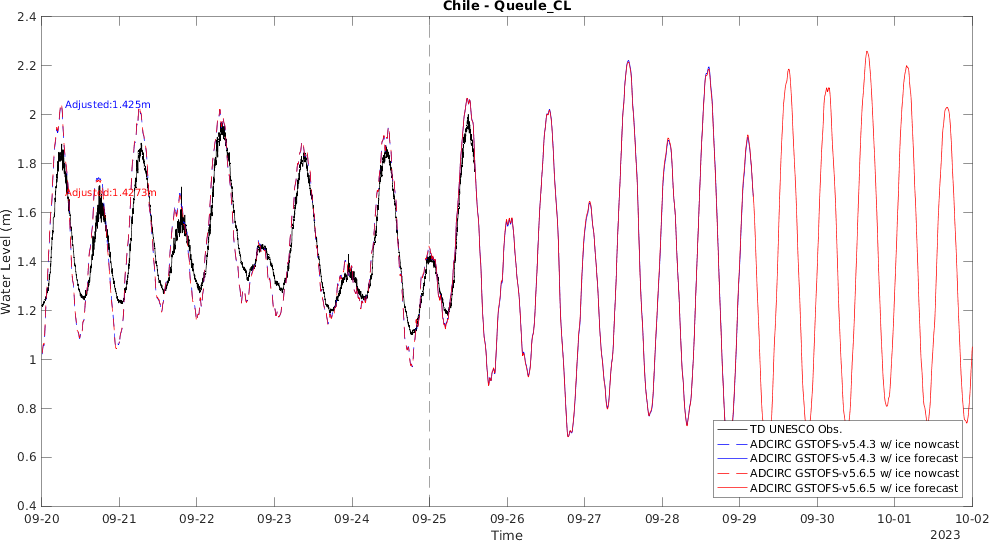 Chile - Queule_CL
2.4
2.2
2
1.8
1.6
1.4
1.2
1
0.8
0.6
0.4
Water Level (m)
Adjusted:1.425m
Adjusted:1.4273m
TD UNESCO Obs.
ADCIRC GSTOFS-v5.4.3 w/ ice nowcast
ADCIRC GSTOFS-v5.4.3 w/ ice forecast
ADCIRC GSTOFS-v5.6.5 w/ ice nowcast
ADCIRC GSTOFS-v5.6.5 w/ ice forecast
09-20 09-21 09-22 09-23 09-24 09-25 09-26 09-27 09-28 09-29 09-30 10-01 10-02
Time
2023